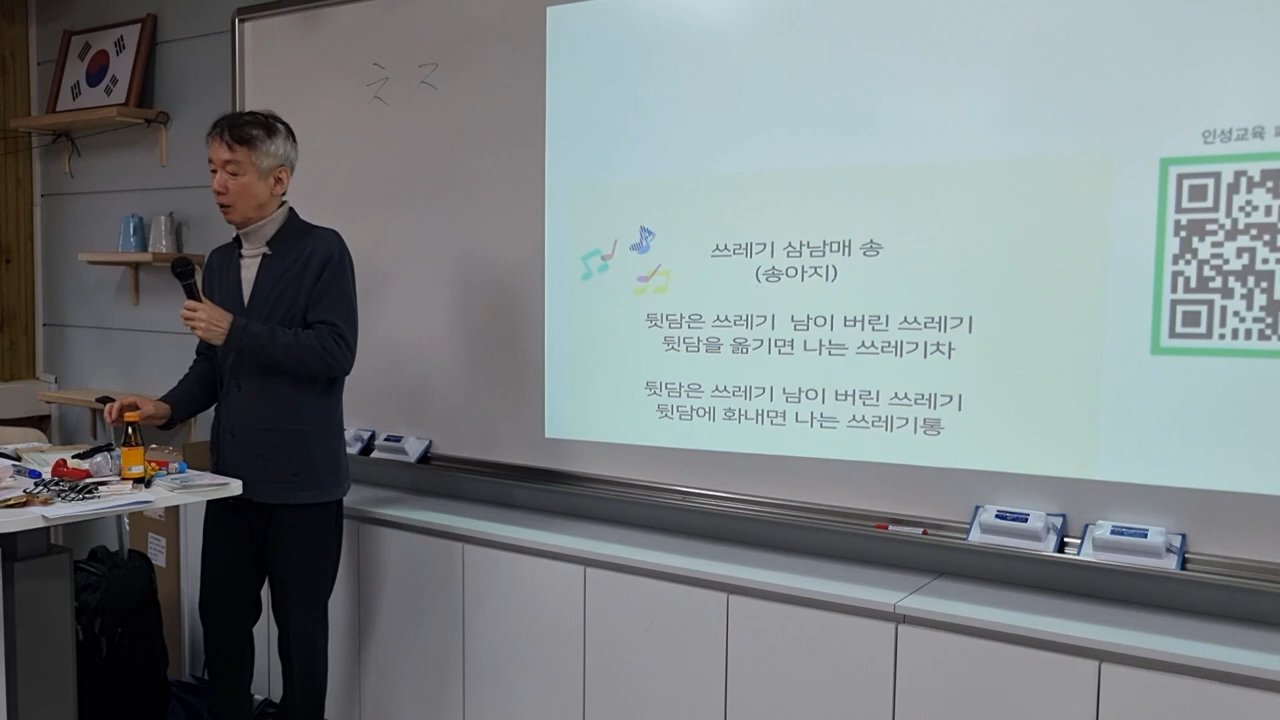 ㅊ ㅈ
인성교육
쓰레기 삼남매 송
(송아지)
뒷담은 쓰레기 남이 버린 쓰레기
뒷담을 옮기면 나는 쓰레기차
뒷담은 쓰레기 남이 버린 쓰레기
뒷담에 화내면 나는 쓰레기통